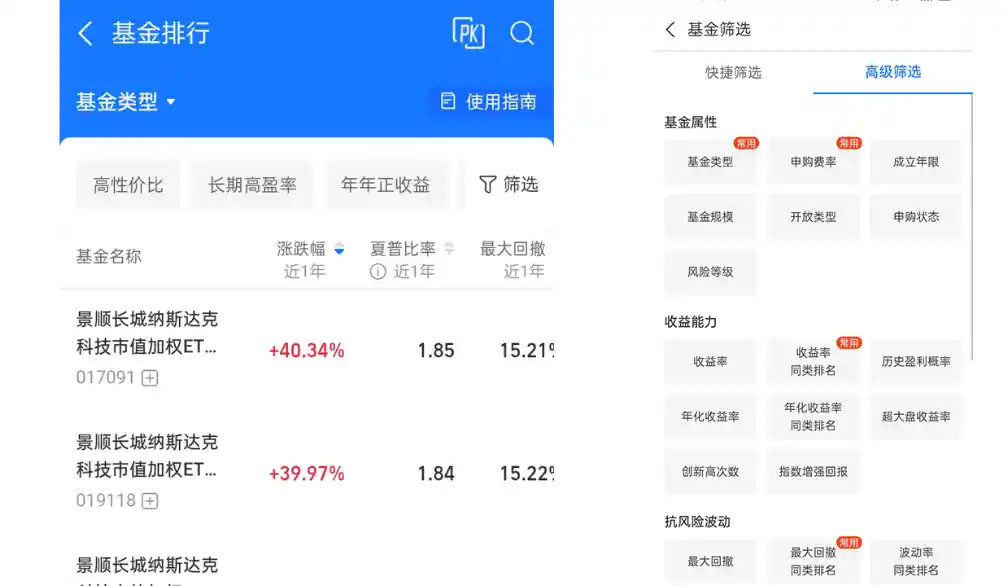 基金排行
PK
基金类型
使用指南
高性价比
长期高盈率
年年正收益
筛选
基金名称
涨跌幅
近1年
夏普比率
近1年
最大回撤
近1年
景顺长城纳斯达克
科技市值加权ET...
017091
+40.34%
1.85
15.21%
景顺长城纳斯达克
科技市值加权ET...
019118
+39.97%
1.84
15.22%
景顺长城纳斯达克
基金筛选
快捷筛选
高级筛选
基金属性
基金类型
常用
申购费率
常用
成立年限
基金规模
开放类型
申购状态
风险等级
收益能力
收益率
收益率
同类排名
常用
历史盈利概率
年化收益率
年化收益率
同类排名
超大盘收益率
创新高次数
指数增强回报
抗风险波动
最大回撤
最大回撤
同类排名
常用
波动率
同类排名